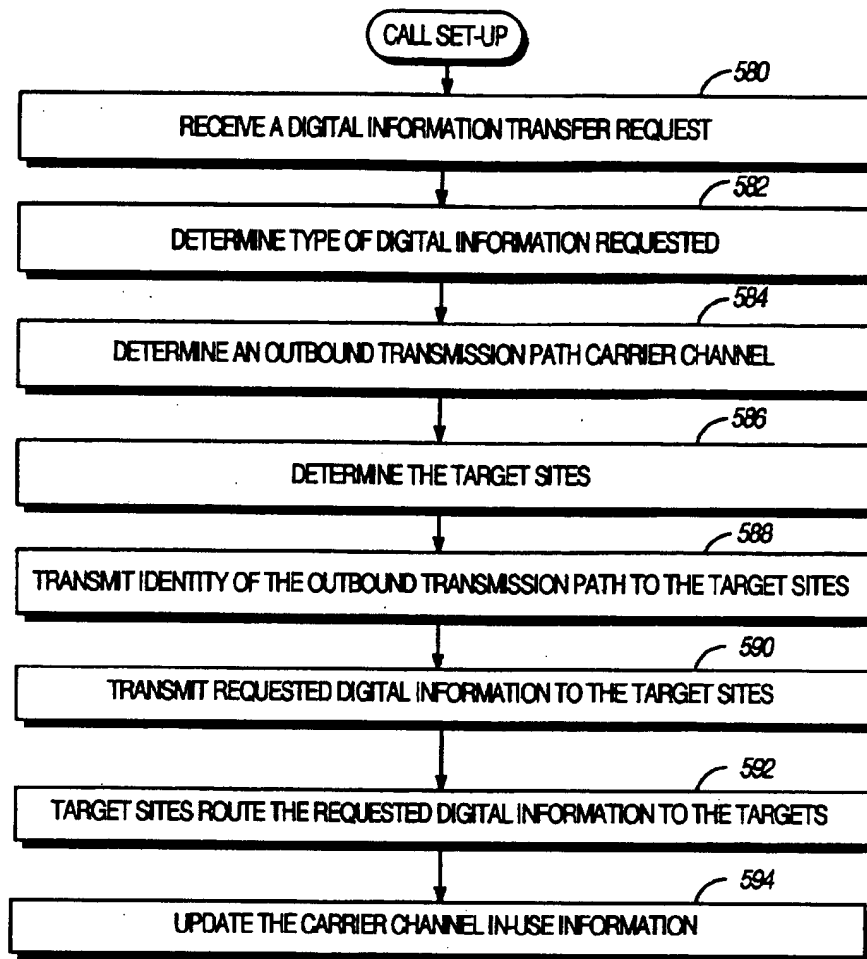 CALL SET-UP
580
RECEIVE A DIGITAL INFORMATION TRANSFER REQUEST
582
DETERMINE TYPE OF DIGITAL INFORMATION REQUESTED
584
DETERMINE AN OUTBOUND TRANSMISSION PATH CARRIER CHANNEL
586
DETERMINE THE TARGET SITES
588
TRANSMIT IDENTITY OF THE OUTBOUND TRANSMISSION PATH TO THE TARGET SITES
590
TRANSMIT REQUESTED DIGITAL INFORMATION TO THE TARGET SITES
592
TARGET SITES ROUTE THE REQUESTED DIGITAL INFORMATION TO THE TARGETS
594
UPDATE THE CARRIER CHANNEL IN-USE INFORMATION